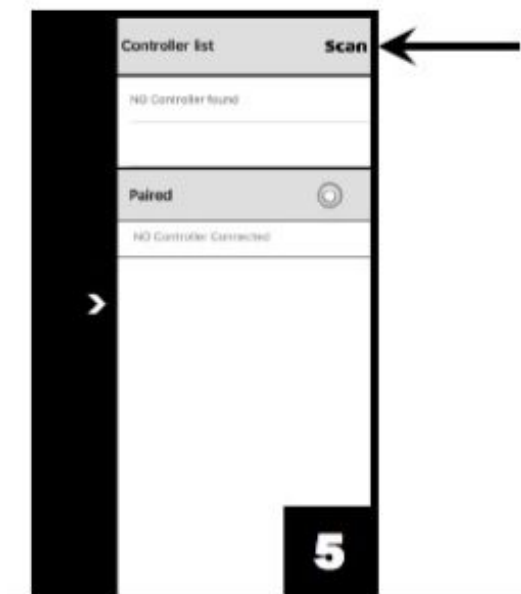 Controller list Scan
NO Controller found
Paired
NO Controller Connected
5